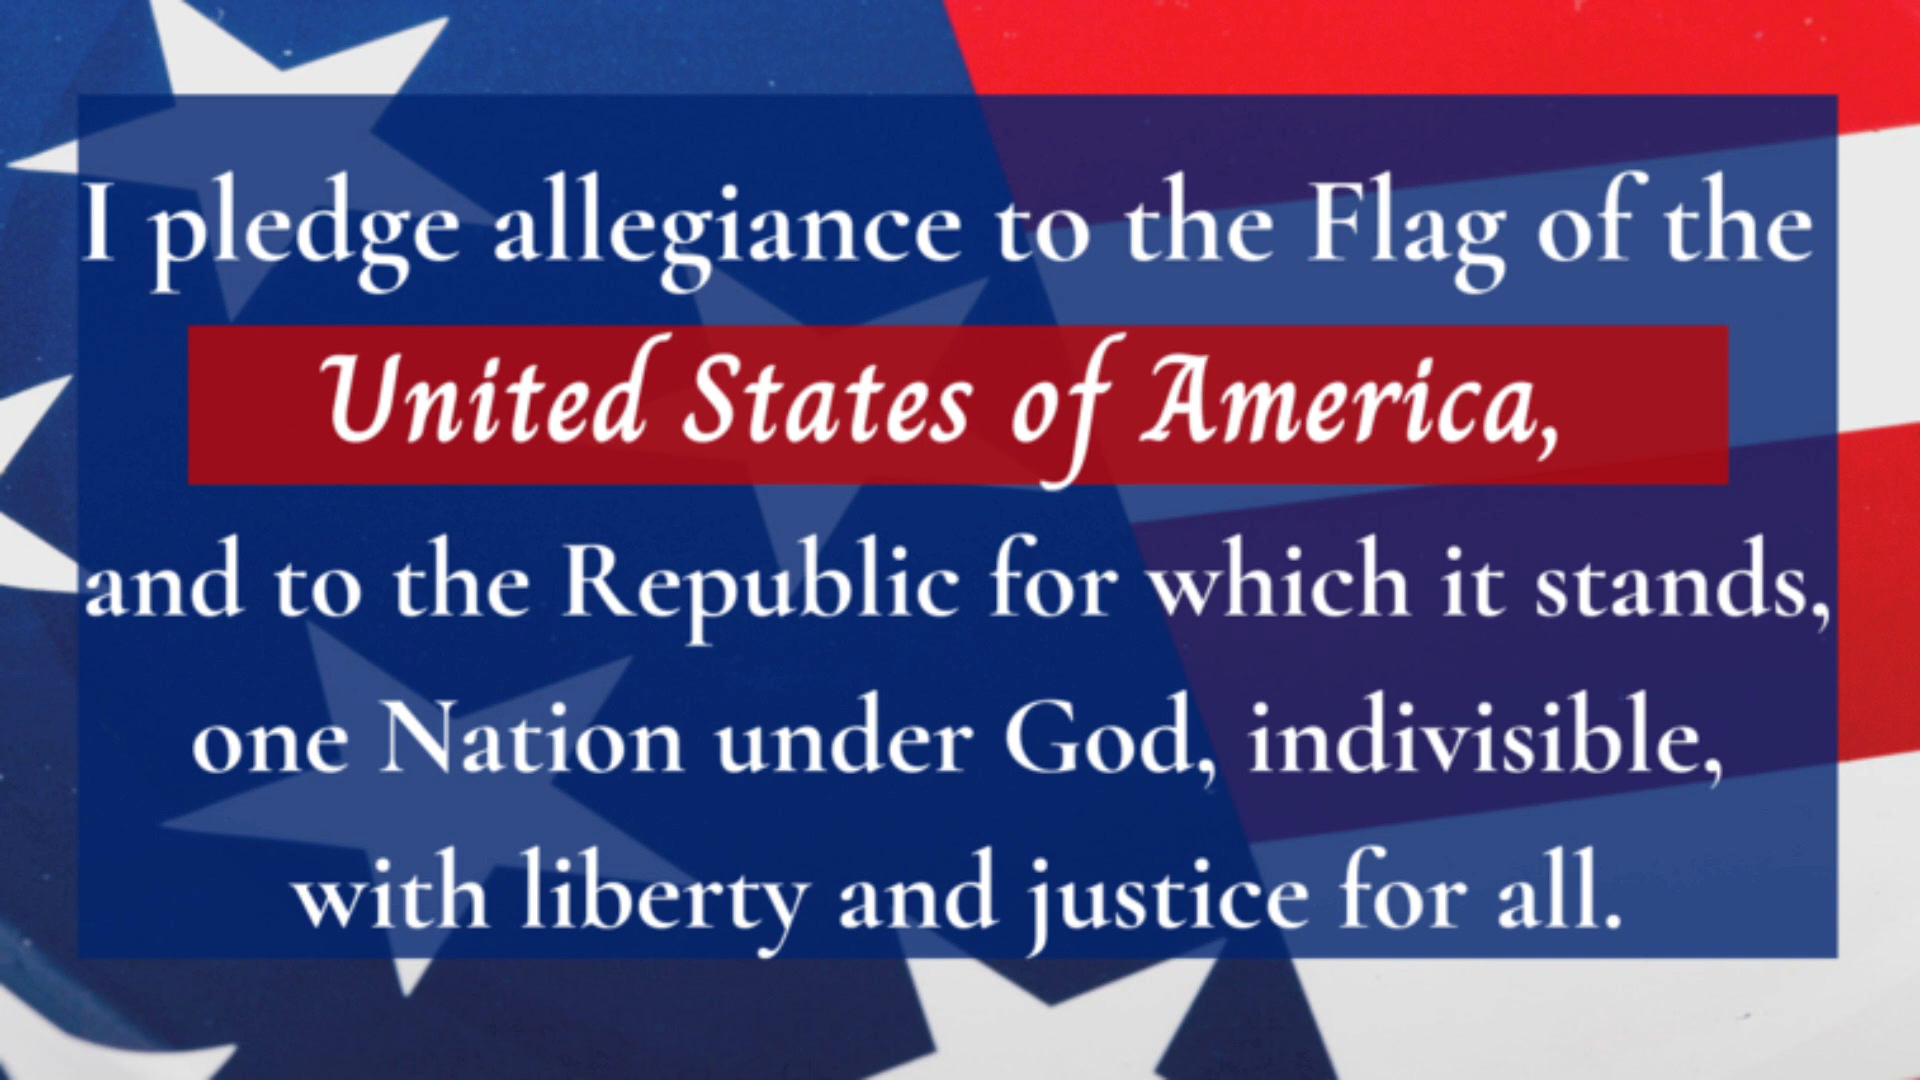 I pledge allegiance to the Flag of the
United States of America,
and to the Republic for which it stands,
one Nation under God, indivisible,
with liberty and justice for all.